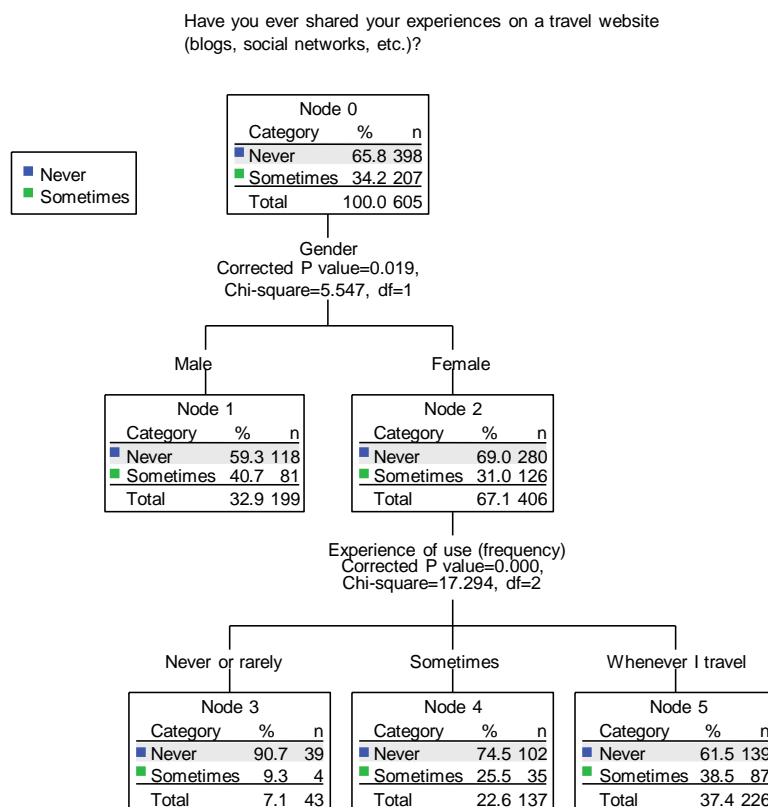 Have you ever shared your experiences on a travel website
(blogs, social networks, etc.)?
Never
Sometimes
Node 0
Category % n
Never 65.8 398
Sometimes 34.2 207
Total 100.0 605
Gender
Corrected P value=0.019,
Chi-square=5.547, df=1
Male
Female
Node 1
Category % n
Never 59.3 118
Sometimes 40.7 81
Total 32.9 199
Node 2
Category % n
Never 69.0 280
Sometimes 31.0 126
Total 67.1 406
Experience of use (frequency)
Corrected P value=0.000,
Chi-square=17.294, df=2
Never or rarely
Sometimes
Whenever I travel
Node 3
Category % n
Never 90.7 39
Sometimes 9.3 4
Total 7.1 43
Node 4
Category % n
Never 74.5 102
Sometimes 25.5 35
Total 22.6 137
Node 5
Category % n
Never 61.5 139
Sometimes 38.5 87
Total 37.4 226